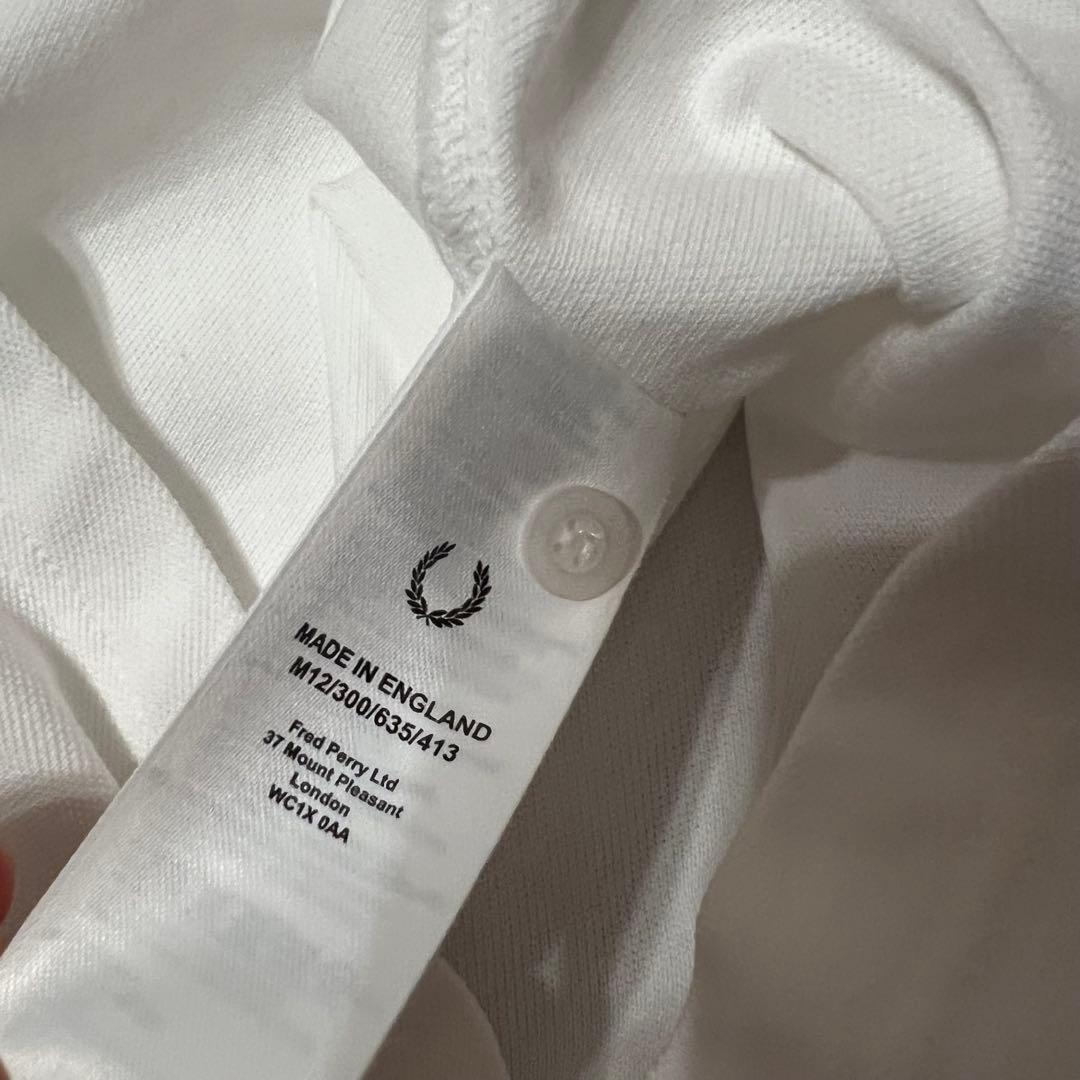 MADE IN ENGLAND
M12/300/635/413
Fred Perry Ltd
37 Mount Pleasant
London
WC1X 0AA